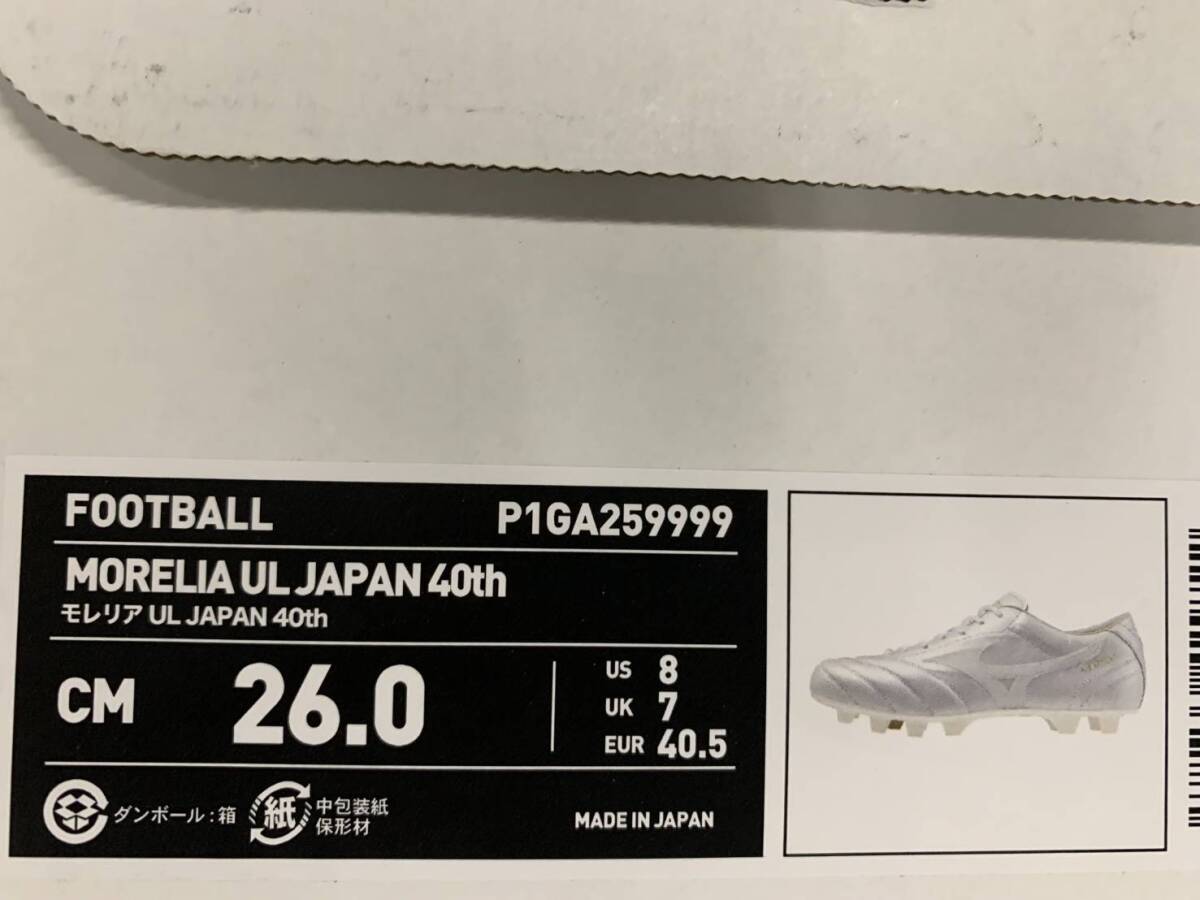 FOOTBALL P1GA259999
MORELIA UL JAPAN 40th
モレリア UL JAPAN 40th
CM 26.0
US 8
UK 7
EUR 40.5
ダンボール:箱
紙 中包装紙
保形材
MADE IN JAPAN